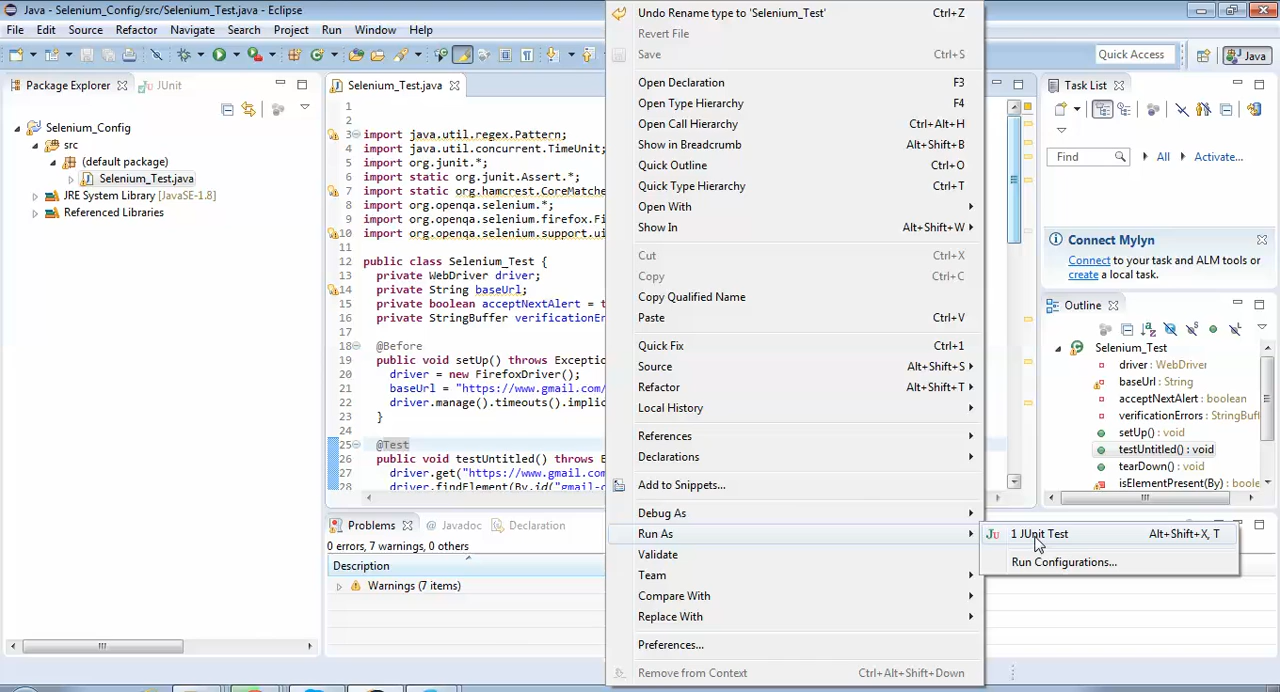 Java - Selenium_Config/src/Selenium_Test.java - Eclipse
File Edit Source Refactor Navigate Search Project Run Window Help
Quick Access
Java
Package Explorer
JUnit
Selenium_Config
src
(default package)
Selenium_Test.java
JRE System Library [JavaSE-1.8]
Referenced Libraries
Selenium_Test.java
1
2
3 import java.util.regex.Pattern;
4 import java.util.concurrent.TimeUnit;
5 import org.junit.*;
6 import static org.junit.Assert.*;
7 import static org.hamcrest.CoreMatche
8 import org.openqa.selenium.*;
9 import org.openqa.selenium.firefox.Fi
10 import org.openqa.selenium.support.ui
11
12 public class Selenium_Test {
13 private WebDriver driver;
14 private String baseUrl;
15 private boolean acceptNextAlert = t
16 private StringBuffer verificationEr
17
18 @Before
19 public void setUp() throws Exception
20 driver = new FirefoxDriver();
21 baseUrl = "https://www.gmail.com/
22 driver.manage().timeouts().implic
23 }
24
25 @Test
26 public void testUntitled() throws E
27 driver.get("https://www.gmail.com
28 driver.findElement(By.id("gmail-
Undo Rename type to 'Selenium_Test' Ctrl+Z
Revert File
Save Ctrl+S
Open Declaration F3
Open Type Hierarchy F4
Open Call Hierarchy Ctrl+Alt+H
Show in Breadcrumb Alt+Shift+B
Quick Outline Ctrl+O
Quick Type Hierarchy Ctrl+T
Open With
Show In Alt+Shift+W
Cut Ctrl+X
Copy Ctrl+C
Copy Qualified Name
Paste Ctrl+V
Quick Fix Ctrl+1
Source Alt+Shift+S
Refactor Alt+Shift+T
Local History
References
Declarations
Add to Snippets...
Debug As
Run As
Validate
Team
Compare With
Replace With
Preferences...
Remove from Context Ctrl+Alt+Shift+Down
1 JUnit Test Alt+Shift+X, T
Run Configurations...
Task List
Find
All
Activate...
Connect Mylyn
Connect to your task and ALM tools or
create a local task.
Outline
Selenium_Test
driver : WebDriver
baseUrl : String
acceptNextAlert : boolean
verificationErrors : StringBuff
setUp() : void
testUntitled() : void
tearDown() : void
isElementPresent(By) : boole
Problems
@ Javadoc
Declaration
0 errors, 7 warnings, 0 others
Description
Warnings (7 items)